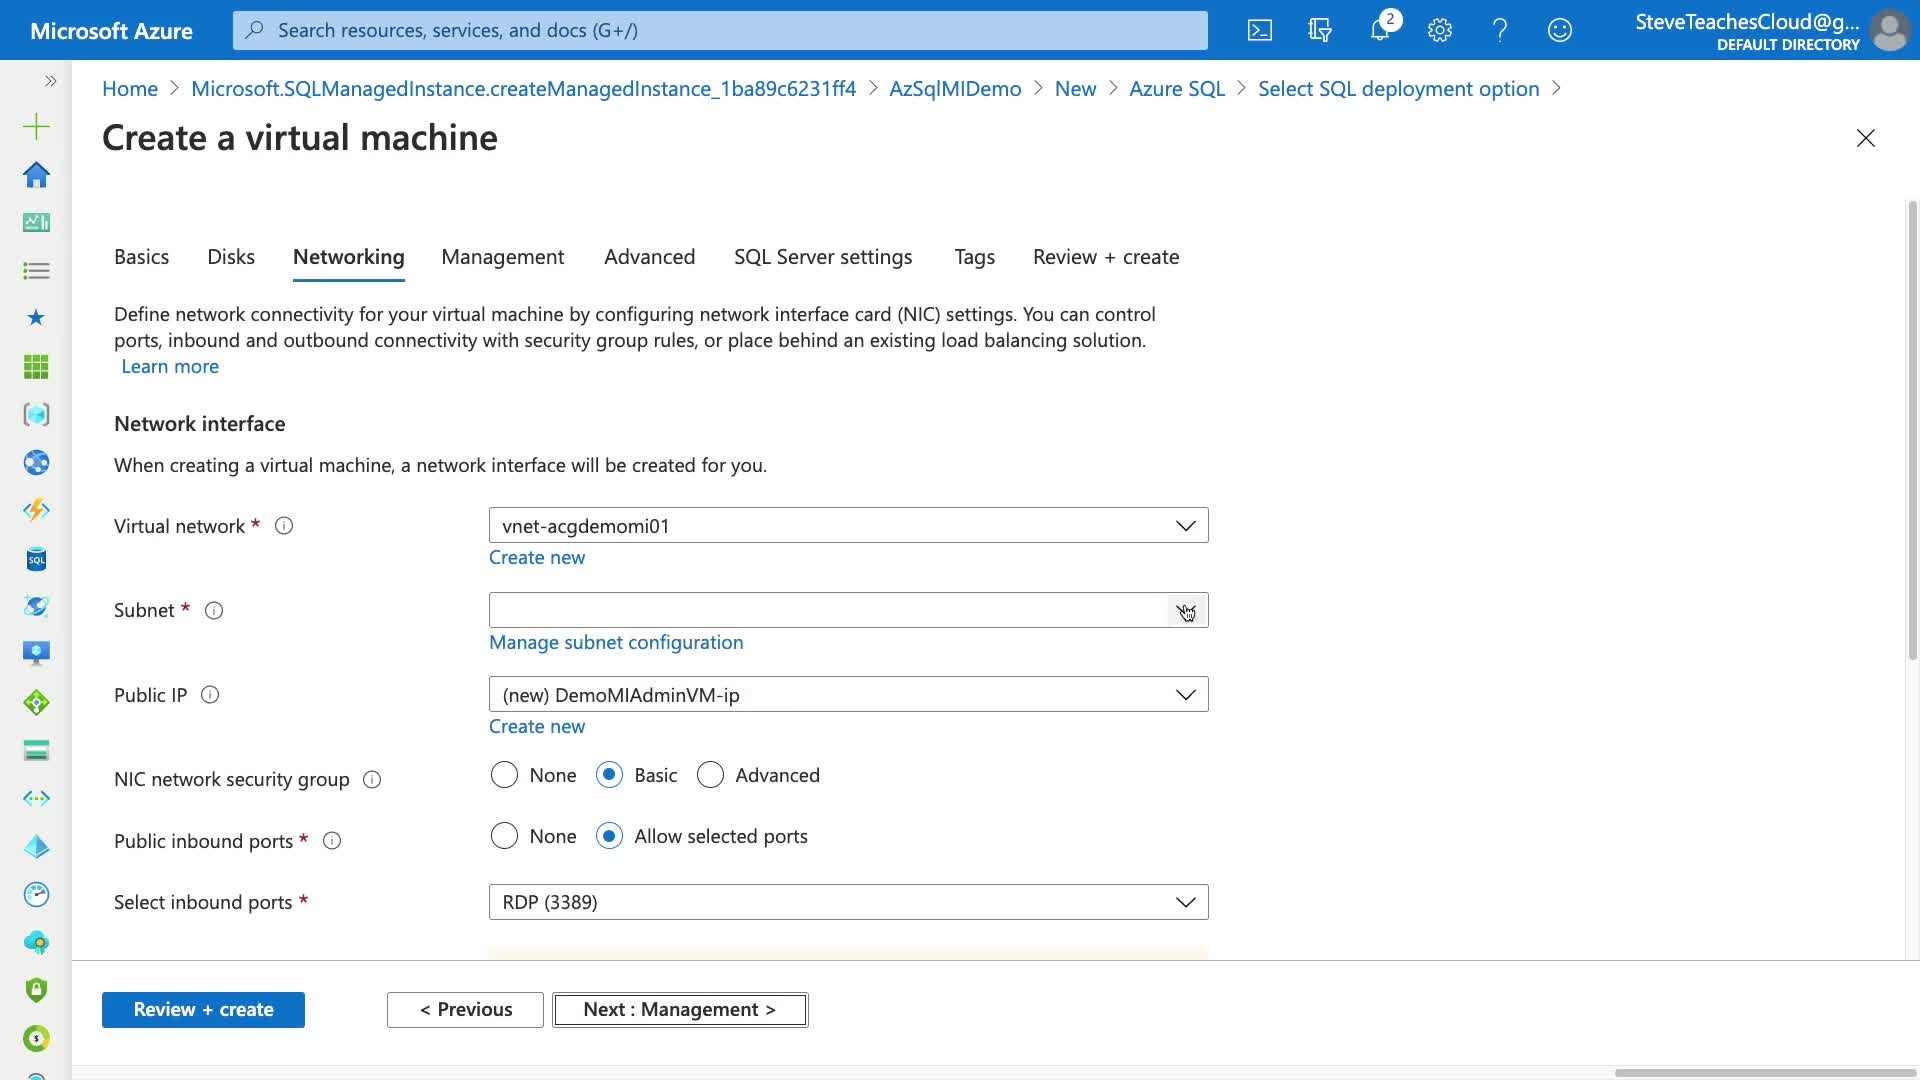 Microsoft Azure
Search resources, services, and docs (G+/)
2
SteveTeachesCloud@g...
DEFAULT DIRECTORY
Home > Microsoft.SQLManagedInstance.createManagedInstance_1ba89c6231ff4 > AzSqlMIDemo > New > Azure SQL > Select SQL deployment option >
Create a virtual machine
Basics Disks Networking Management Advanced SQL Server settings Tags Review + create
Define network connectivity for your virtual machine by configuring network interface card (NIC) settings. You can control
ports, inbound and outbound connectivity with security group rules, or place behind an existing load balancing solution.
Learn more
Network interface
When creating a virtual machine, a network interface will be created for you.
Virtual network * vnet-acgdemomi01
Create new
Subnet *
Manage subnet configuration
Public IP (new) DemoMIAdminVM-ip
Create new
NIC network security group None Basic Advanced
Public inbound ports * None Allow selected ports
Select inbound ports * RDP (3389)
Review + create < Previous Next : Management >
SQL